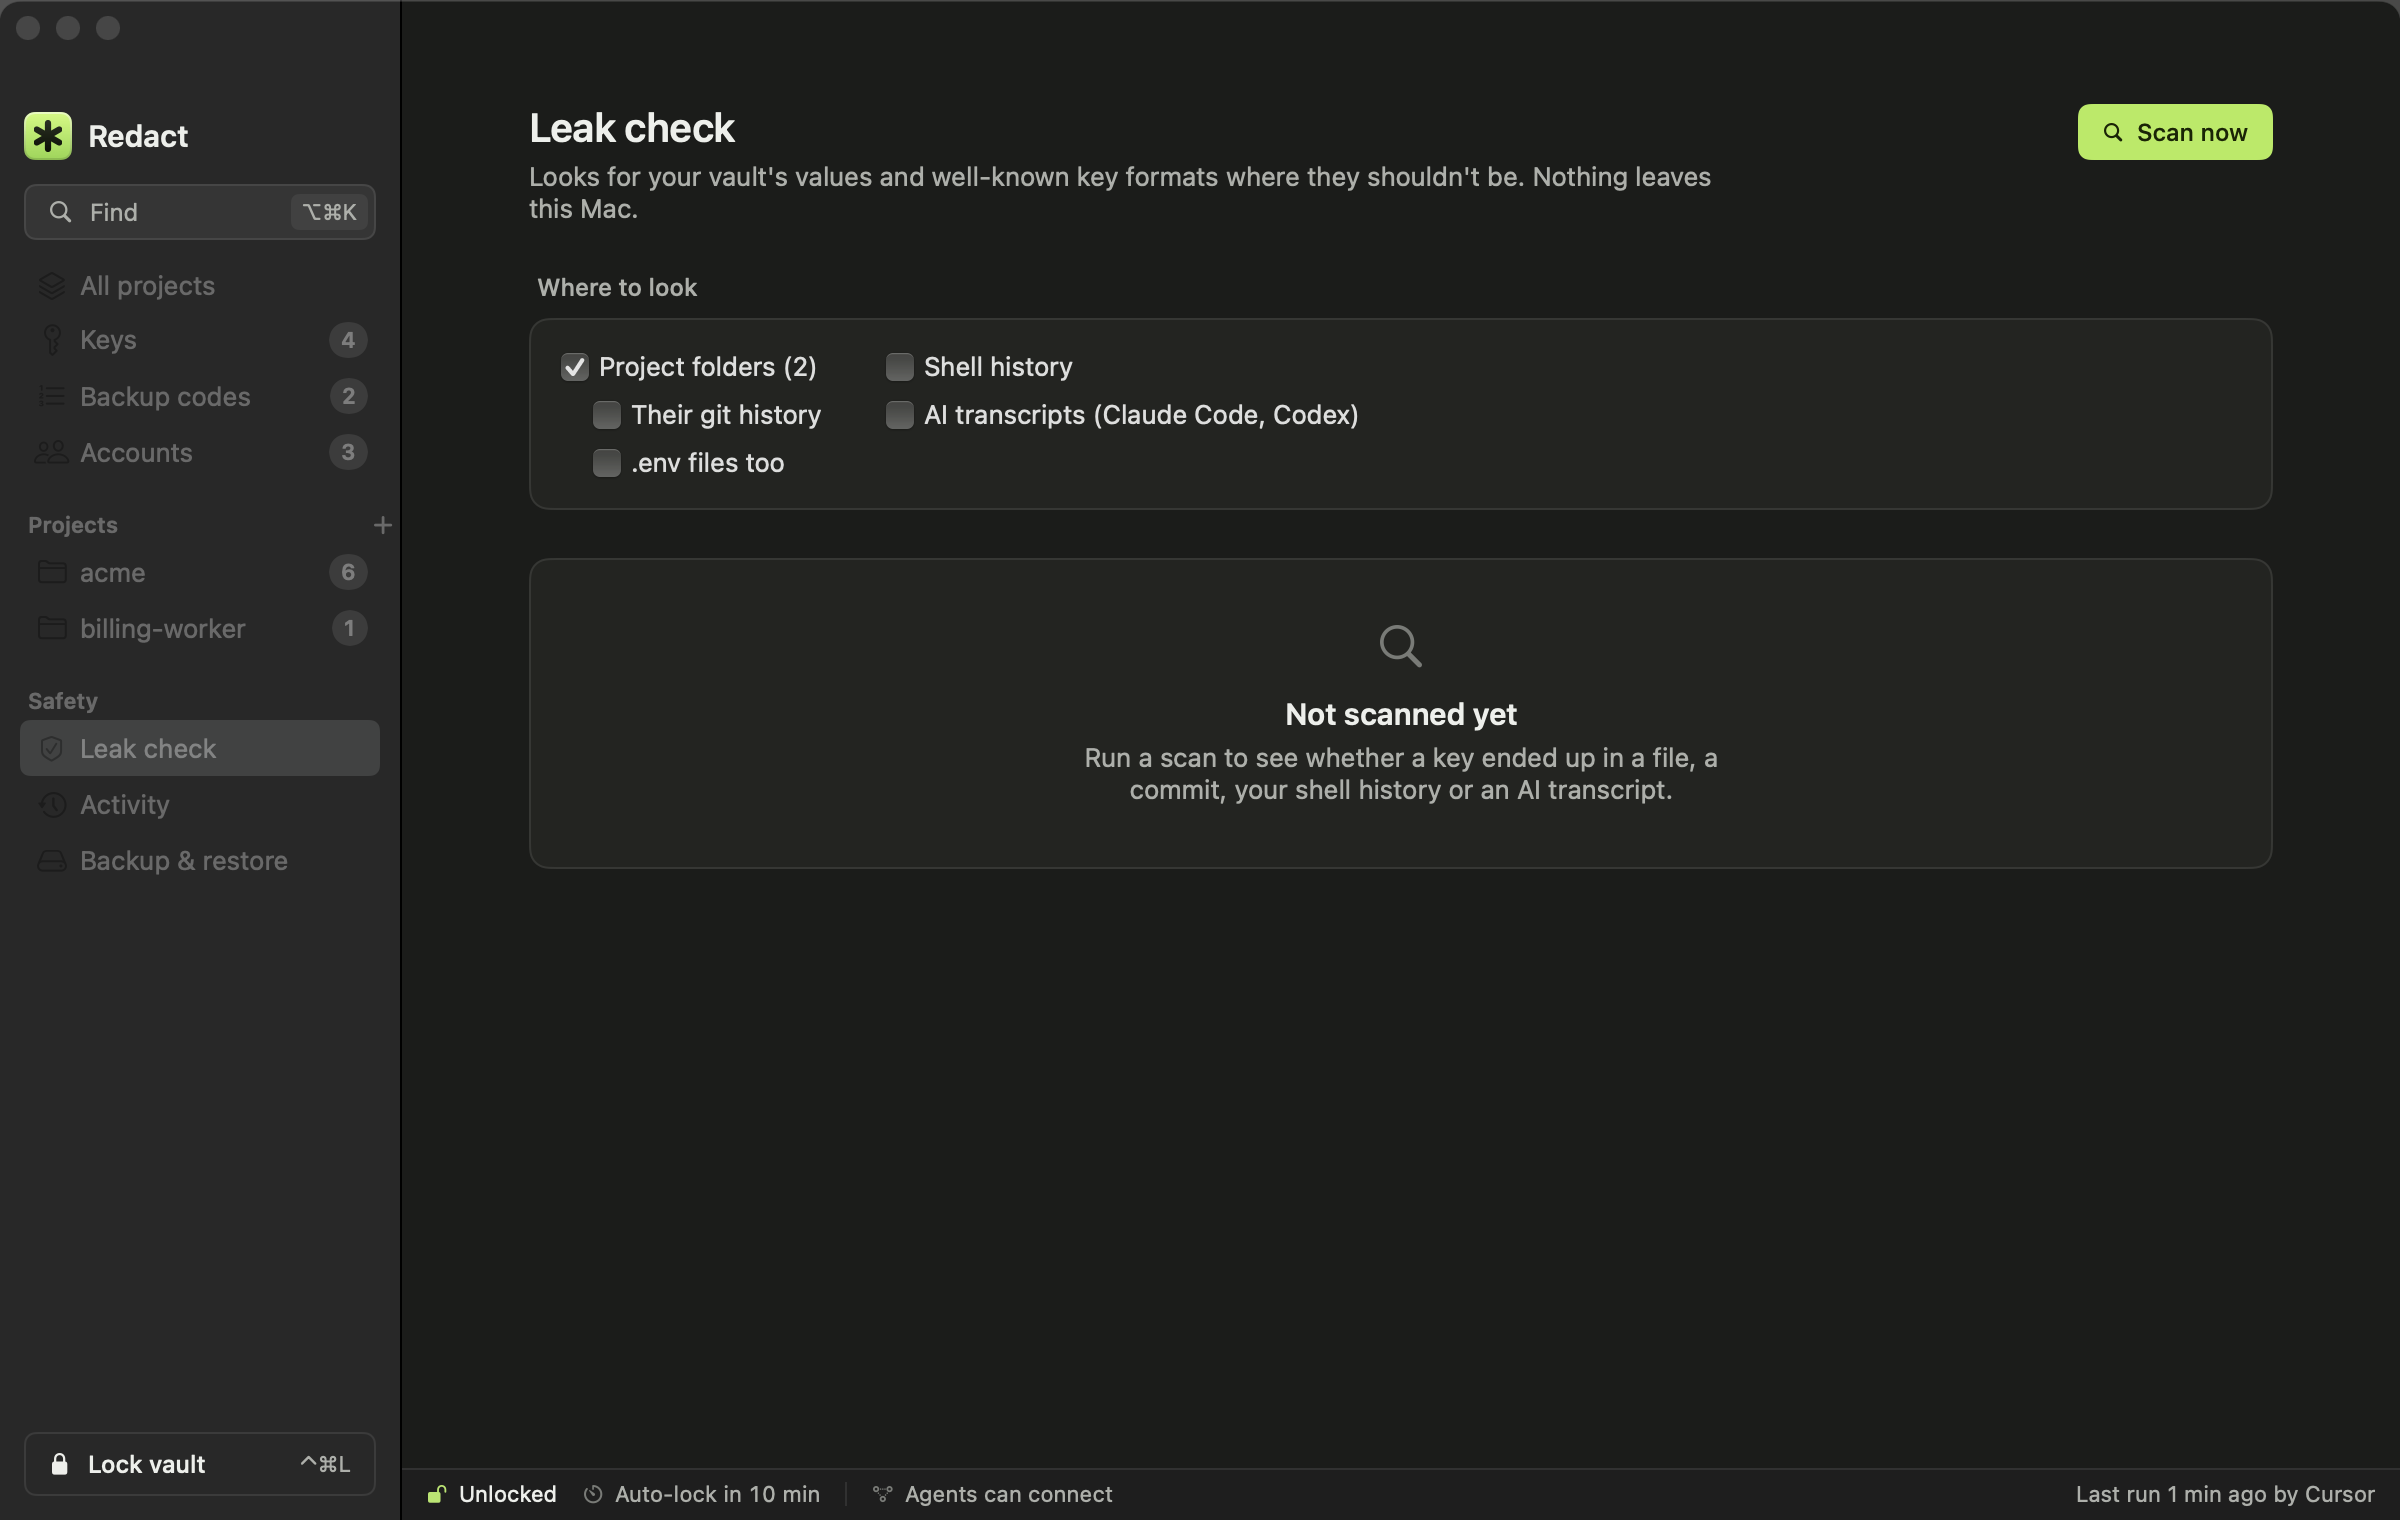 Redact
Find ⌥⌘K
All projects
Keys 4
Backup codes 2
Accounts 3
Projects +
acme 6
billing-worker 1
Safety
Leak check
Activity
Backup & restore
Lock vault ^⌘L
Leak check
Scan now
Looks for your vault's values and well-known key formats where they shouldn't be. Nothing leaves
this Mac.
Where to look
Project folders (2)
Shell history
Their git history
AI transcripts (Claude Code, Codex)
.env files too
Not scanned yet
Run a scan to see whether a key ended up in a file, a
commit, your shell history or an AI transcript.
Unlocked
Auto-lock in 10 min
Agents can connect
Last run 1 min ago by Cursor